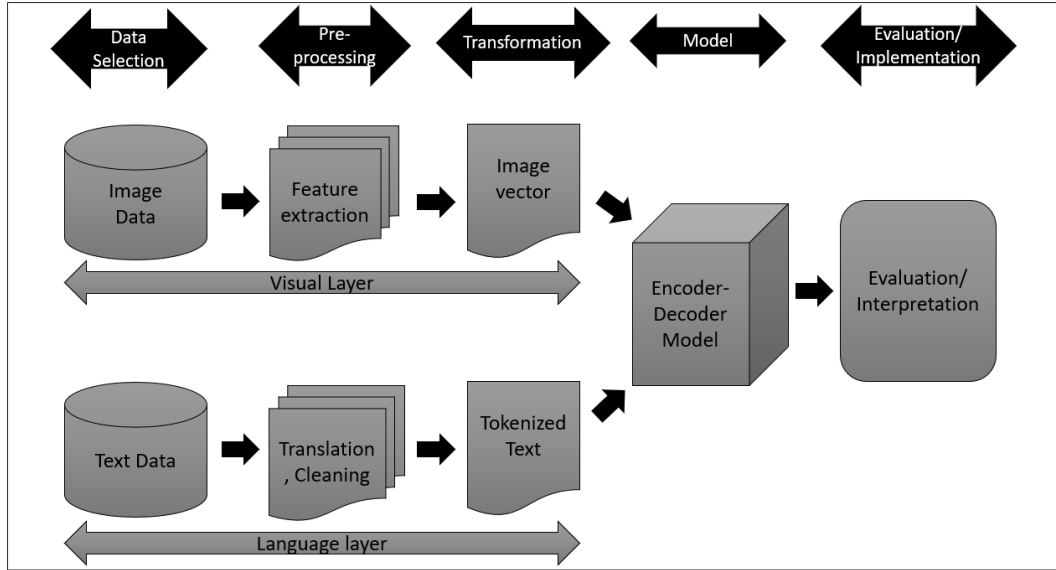 Data
Selection
Pre-
processing
Transformation
Model
Evaluation/
Implementation
Image
Data
Feature
extraction
Image
vector
Visual Layer
Encoder-
Decoder
Model
Evaluation/
Interpretation
Text Data
Translation
, Cleaning
Tokenized
Text
Language layer